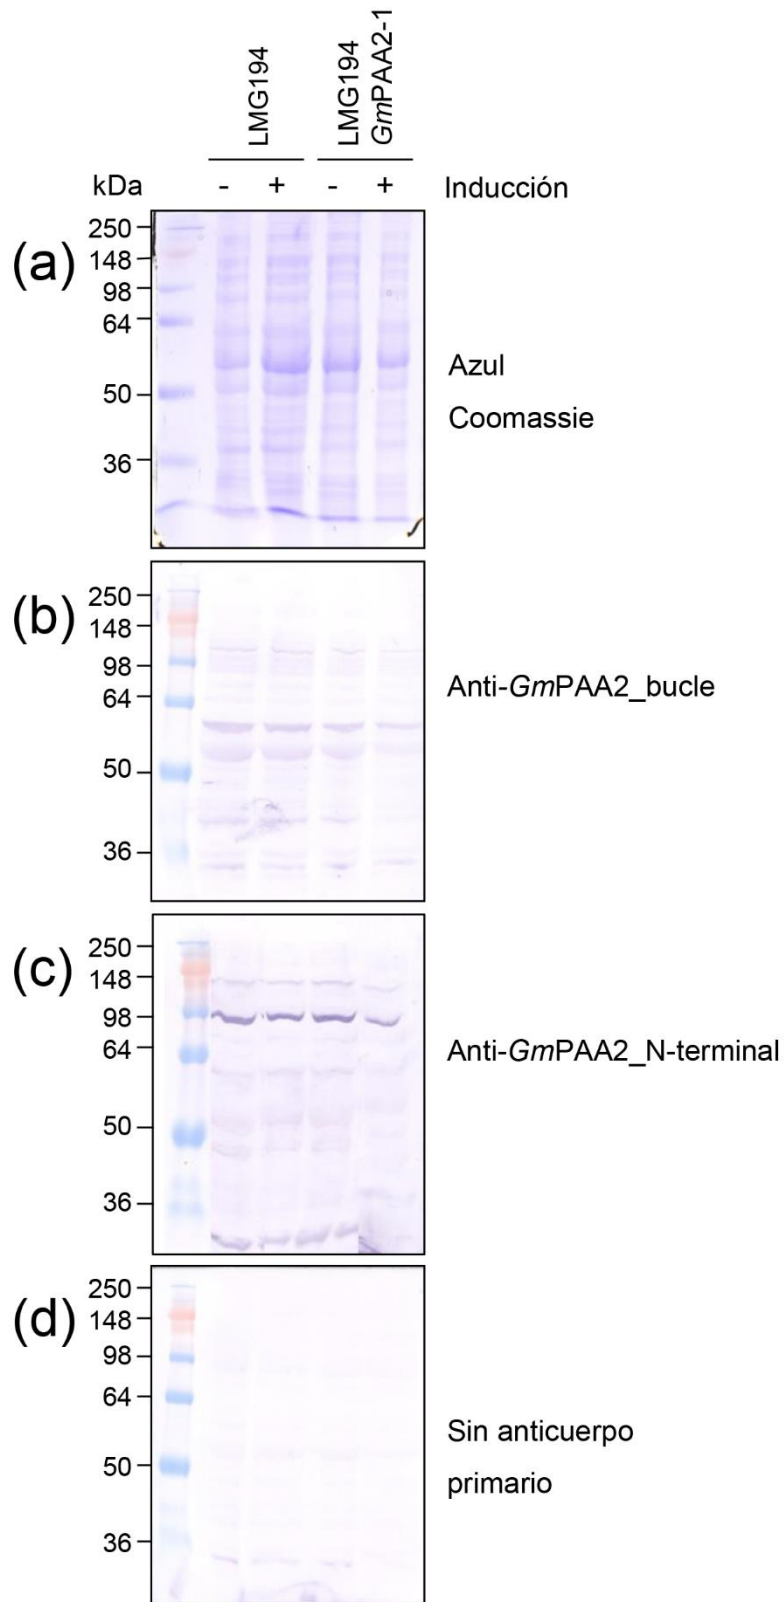 LMG194
LMG194
GmPAA2-1
kDa
- + - +
Inducción
(a)
250
148
98
64
50
36
Azul
Coomassie
(b)
250
148
98
64
50
36
Anti-GmPAA2_bucle
(c)
250
148
98
64
50
36
Anti-GmPAA2_N-terminal
(d)
250
148
98
64
50
36
Sin anticuerpo
primario